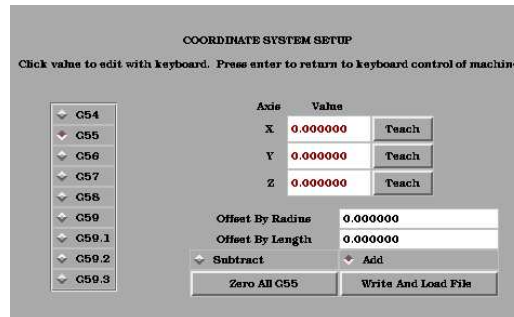 COORDINATE SYSTEM SETUP
Click value to edit with keyboard. Press enter to return to keyboard control of machin
Axis Value
G54
G55
G56
G57
G58
G59
G59.1
G59.2
G59.3
X 0.000000 Teach
Y 0.000000 Teach
Z 0.000000 Teach
Offset By Radius 0.000000
Offset By Length 0.000000
Subtract Add
Zero All G55 Write And Load File